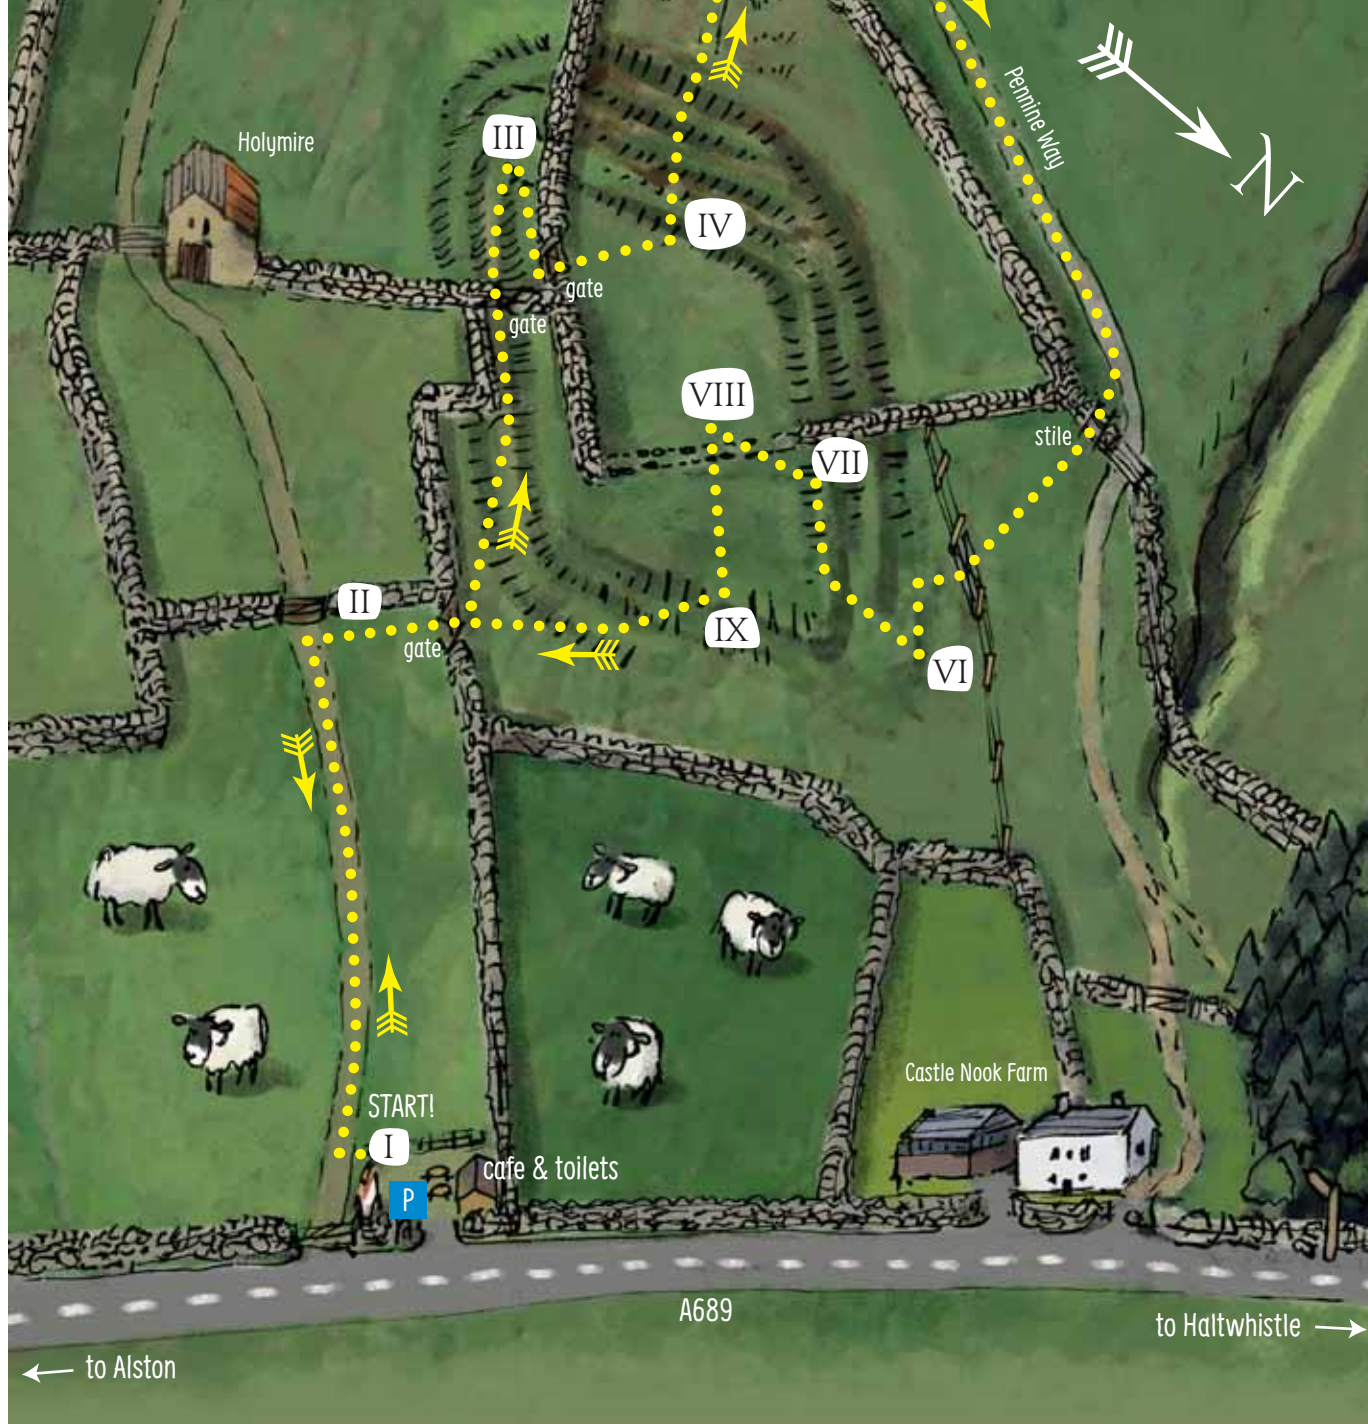 Pennine Way
N
Holymire
III
IV
gate
gate
VIII
VII
stile
II
gate
IX
VI
Castle Nook Farm
START!
I
cafe & toilets
P
A689
to Haltwhistle
to Alston